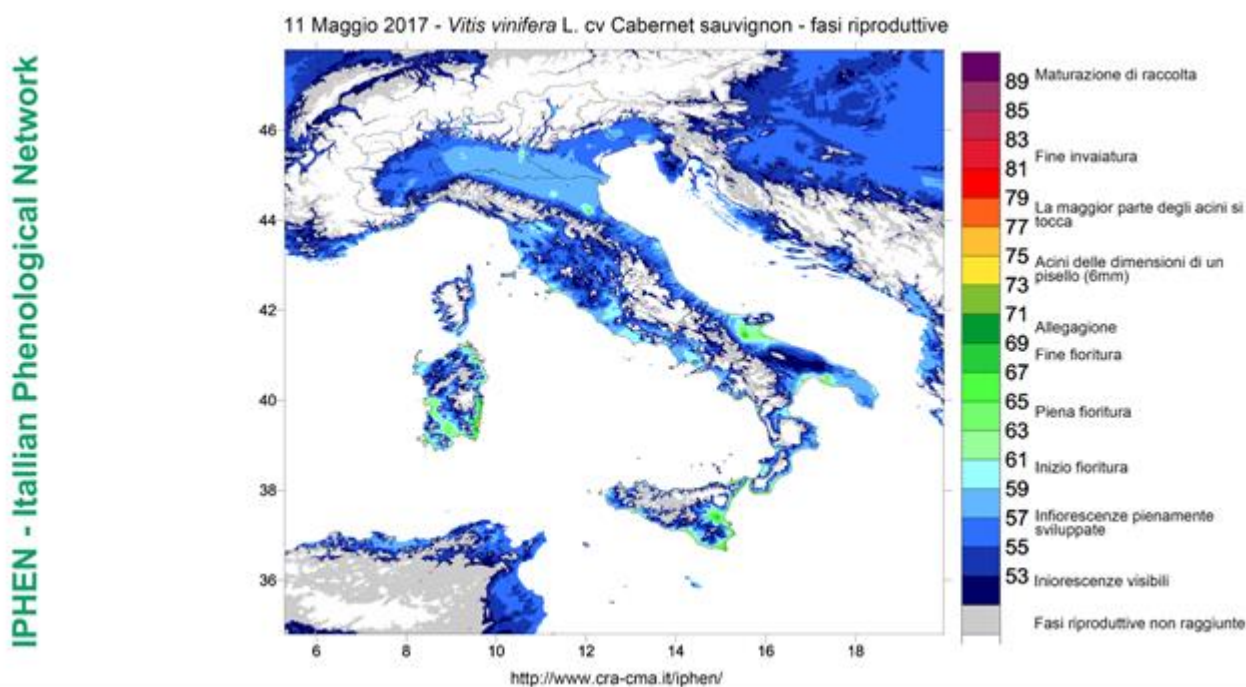 IPHEN - Itallian Phenological Network
11 Maggio 2017 - Vitis vinifera L. cv Cabernet sauvignon - fasi riproduttive
46
44
42
40
38
36
6
8
10
12
14
16
18
89
85
83
81
79
77
75
73
71
69
67
65
63
61
59
57
55
53
Maturazione di raccolta
Fine invaiatura
La maggior parte degli acini si
tocca
Acini delle dimensioni di un
pisello (6mm)
Allegagione
Fine fioritura
Piena fioritura
Inizio fioritura
Infiorescenze pienamente
sviluppate
Iniorescenze visibili
Fasi riproduttive non raggiunte
http://www.cra-cma.it/iphen/